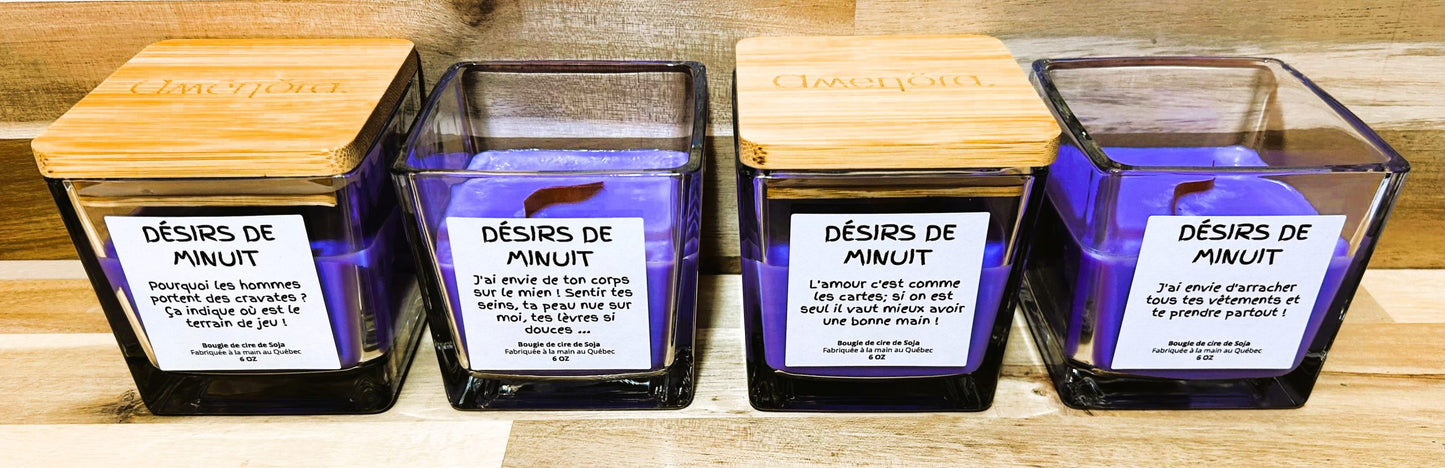 Amenöra.
DÉSIRS DE
MINUIT
Pourquoi les hommes
portent des cravates ?
Ça indique où est le
terrain de jeu !
Bougie de cire de Soja
Fabriquée à la main au Québec
6 OZ
DÉSIRS DE
MINUIT
J'ai envie de ton corps
sur le mien ! Sentir tes
seins, ta peau nue sur
moi, tes lèvres si
douces ...
Bougie de cire de Soja
Fabriquée à la main au Québec
6 OZ
Amenöra.
DÉSIRS DE
MINUIT
L'amour c'est comme
les cartes; si on est
seul il vaut mieux avoir
une bonne main !
Bougie de cire de Soja
Fabriquée à la main au Québec
6 OZ
DÉSIRS DE
MINUIT
J'ai envie d'arracher
tous tes vêtements et
te prendre partout !
Bougie de cire de Soja
Fabriquée à la main au Québec
6 OZ